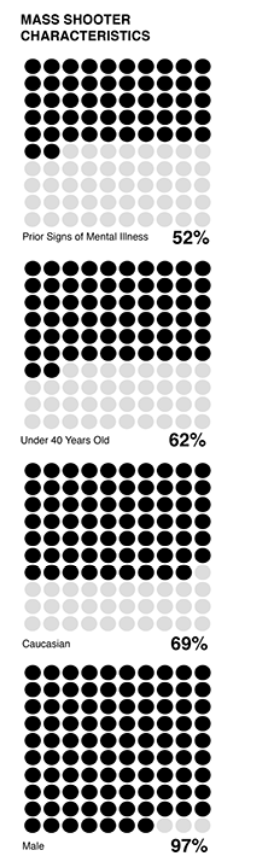 MASS SHOOTER
CHARACTERISTICS
Prior Signs of Mental Illness 52%
Under 40 Years Old 62%
Caucasian 69%
Male 97%